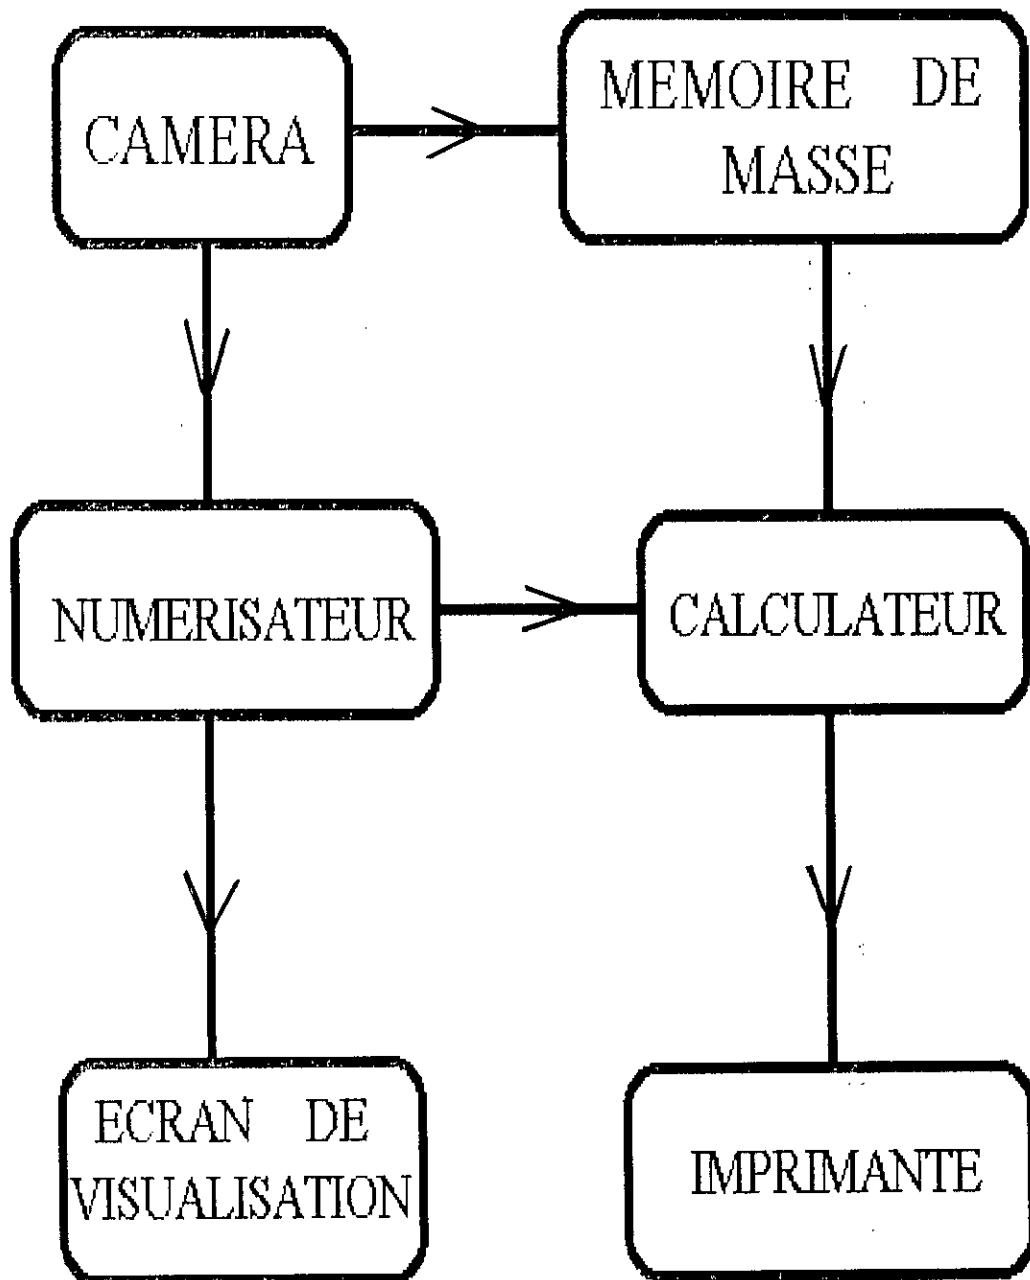 CAMERA
MEMOIRE DE
MASSE
NUMERISATEUR
CALCULATEUR
ECRAN DE
VISUALISATION
IMPRIMANTE